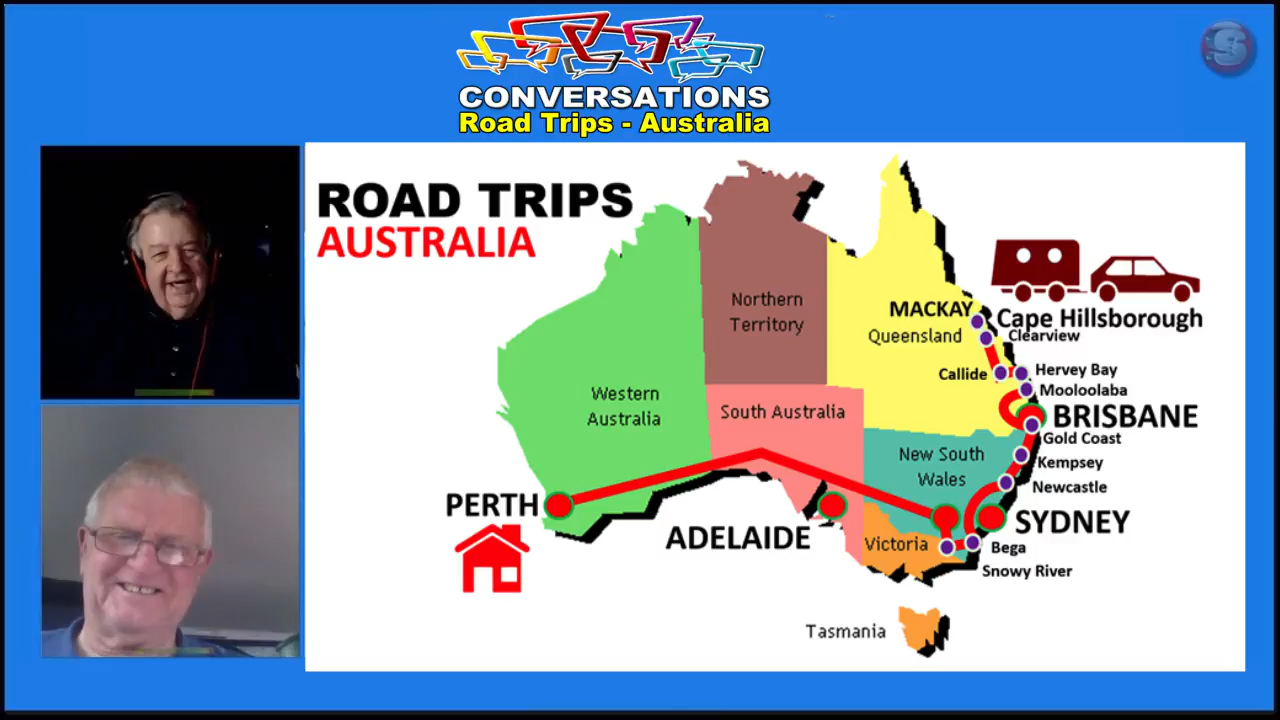 CONVERSATIONS
Road Trips - Australia
S
ROAD TRIPS
AUSTRALIA
Northern
Territory
MACKAY
Cape Hillsborough
Queensland
Clearview
Callide
Hervey Bay
Mooloolaba
Western
Australia
South Australia
BRISBANE
Gold Coast
New South
Wales
Kempsey
Newcastle
PERTH
SYDNEY
ADELAIDE
Victoria
Bega
Snowy River
Tasmania